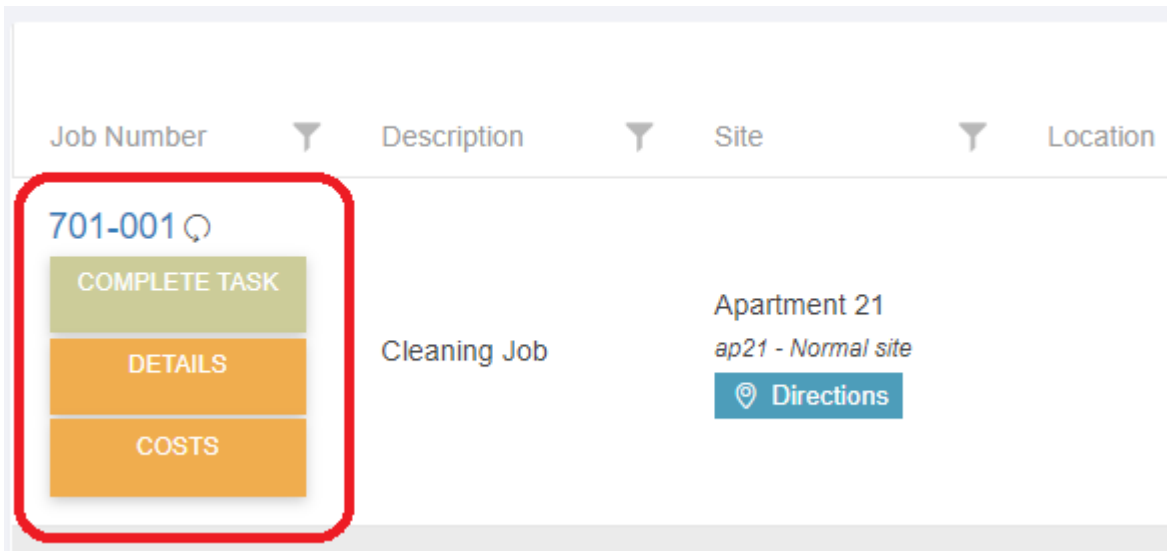 Job Number Description Site Location
701-001
COMPLETE TASK
DETAILS
COSTS
Cleaning Job
Apartment 21
ap21 - Normal site
Directions